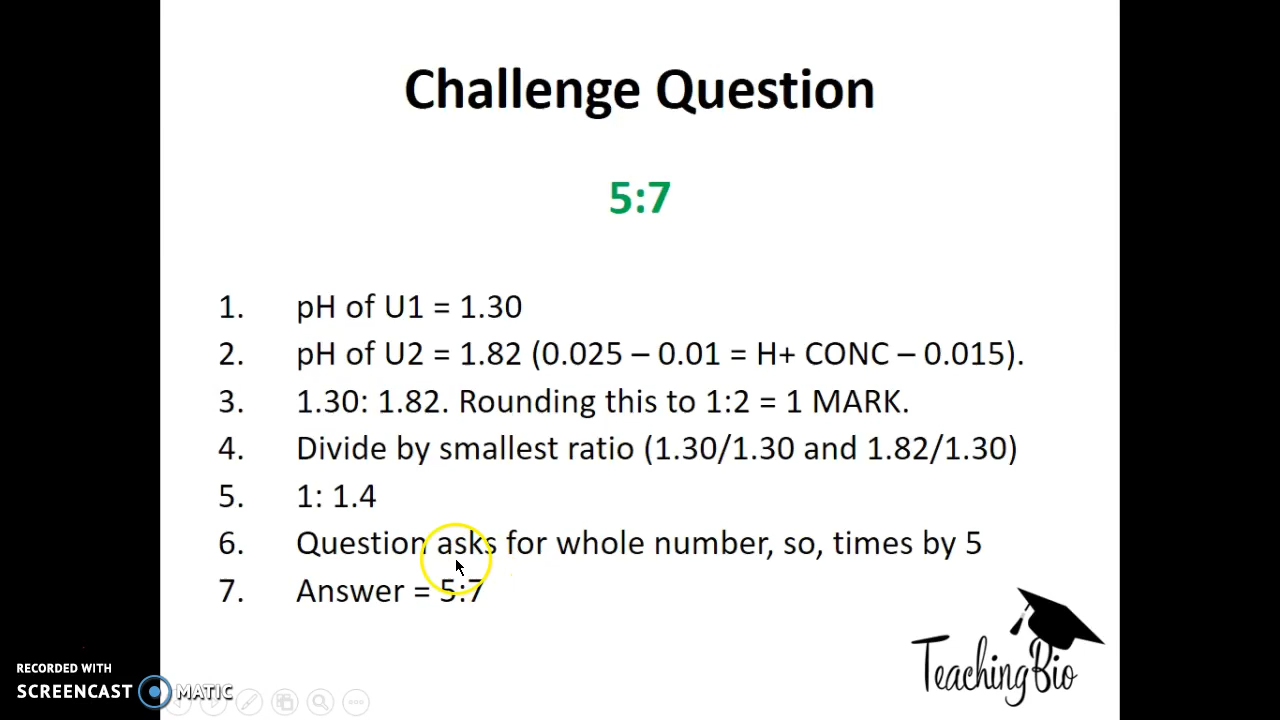 Challenge Question
5:7
1. pH of U1 = 1.30
2. pH of U2 = 1.82 (0.025 – 0.01 = H+ CONC – 0.015).
3. 1.30: 1.82. Rounding this to 1:2 = 1 MARK.
4. Divide by smallest ratio (1.30/1.30 and 1.82/1.30)
5. 1: 1.4
6. Question asks for whole number, so, times by 5
7. Answer = 5:7
TeachingBio
RECORDED WITH
SCREENCAST MATIC